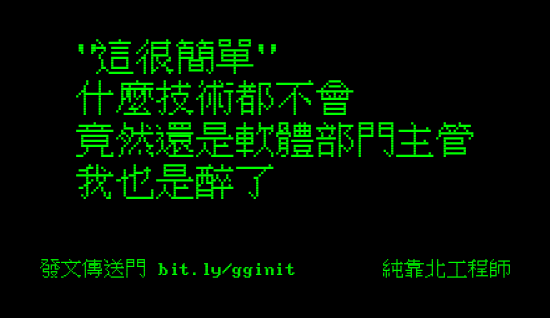 "這很簡單"
什麼技術都不會
竟然還是軟體部門主管
我也是醉了
發文傳送門 bit.ly/gginit
純靠北工程師